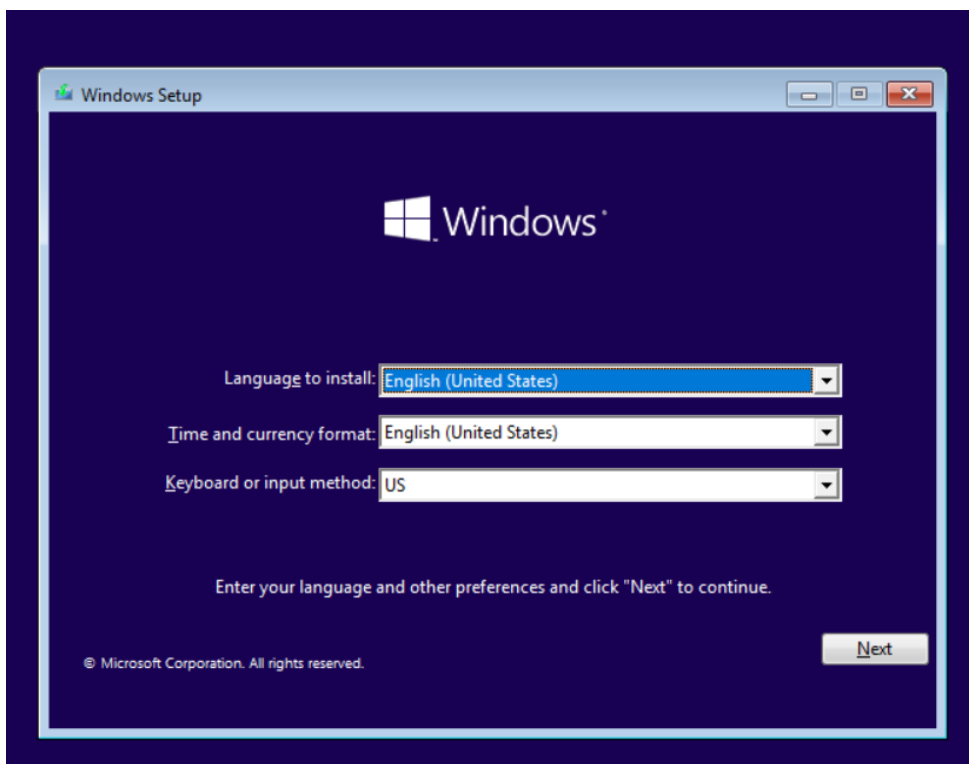 Windows Setup
Windows
Language to install: English (United States)
Time and currency format: English (United States)
Keyboard or input method: US
Enter your language and other preferences and click "Next" to continue.
Next
© Microsoft Corporation. All rights reserved.